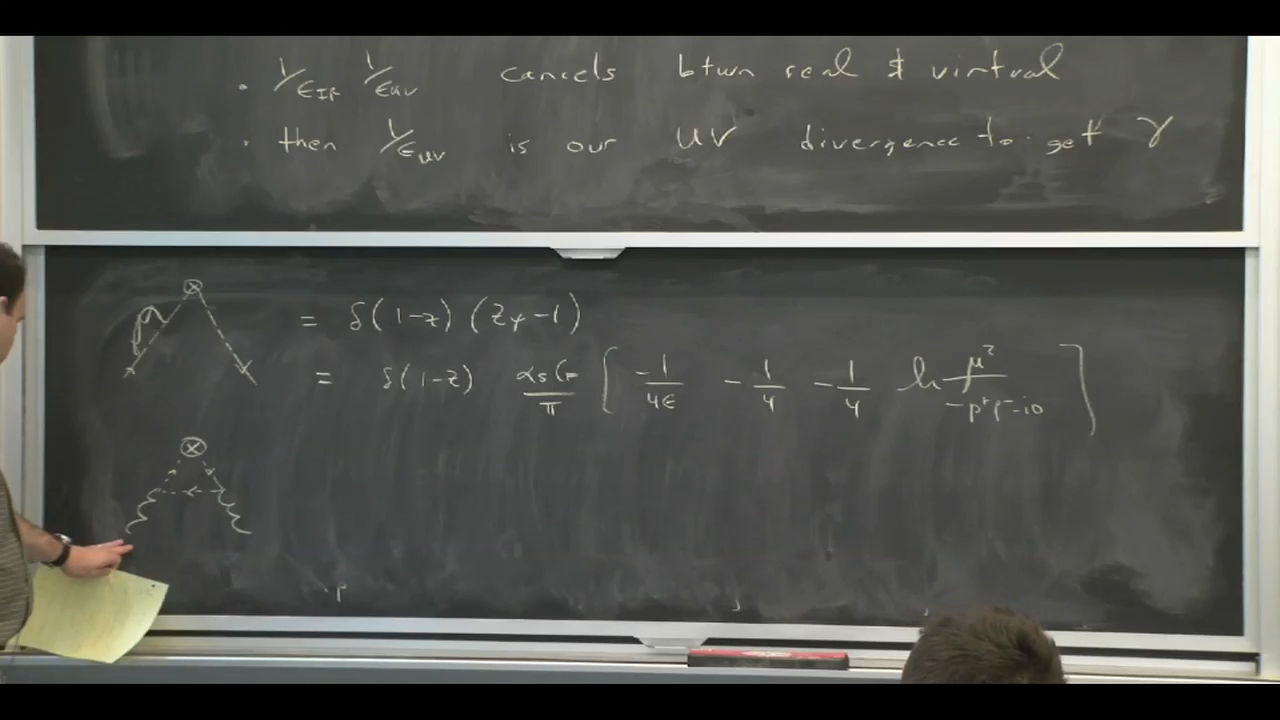 · 1/ε_IR 1/ε_UV cancels btwn real & virtual
· then 1/ε_UV is our UV divergence to get γ
= δ(1-z) (Z_ψ-1)
= δ(1-z) αs(μ/π [ -1/4ε - 1/4 - 1/4 ln μ²/-p⁺p⁻-i0 ]